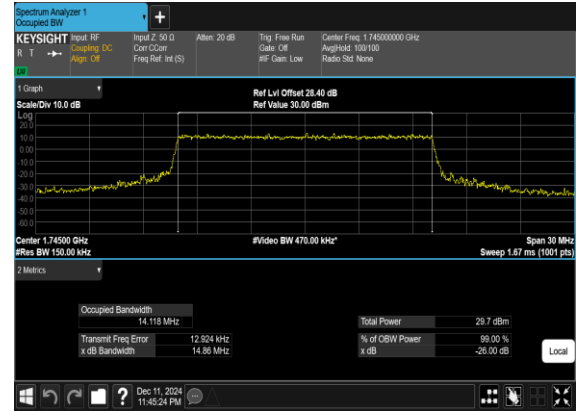 Spectrum Analyzer 1
Occupied BW
+
KEYSIGHT Input: RF Input Z: 50 Ω Atten: 20 dB Trig: Free Run Center Freq: 1.745000000 GHz
R T Coupling: DC Corr CCorr Gate: Off Avg|Hold: 100/100
Align: Off Freq Ref: Int (S) #IF Gain: Low Radio Std: None
LU
1 Graph Ref Lvl Offset 28.40 dB
Scale/Div 10.0 dB Ref Value 30.00 dBm
Log
20.0
10.0
0.00
-10.0
-20.0
-30.0
-40.0
-50.0
-60.0
Center 1.74500 GHz #Video BW 470.00 kHz* Span 30 MHz
#Res BW 150.00 kHz Sweep 1.67 ms (1001 pts)
2 Metrics
Occupied Bandwidth
14.118 MHz Total Power 29.7 dBm
Transmit Freq Error 12.924 kHz % of OBW Power 99.00 %
x dB Bandwidth 14.86 MHz x dB -26.00 dB
Local
? Dec 11, 2024
11:45:24 PM